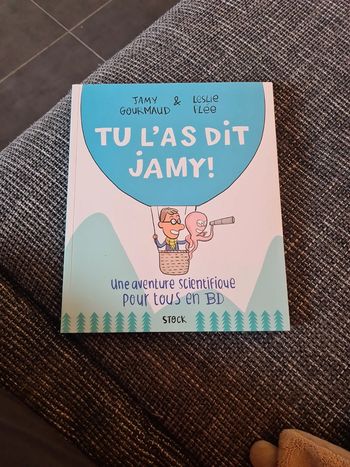 JAMY & LESLIE
GOURMAUD PLÉE
TU L'AS DiT
JAMY!
Une aventure scientifique
pour tous en BD
STOCK